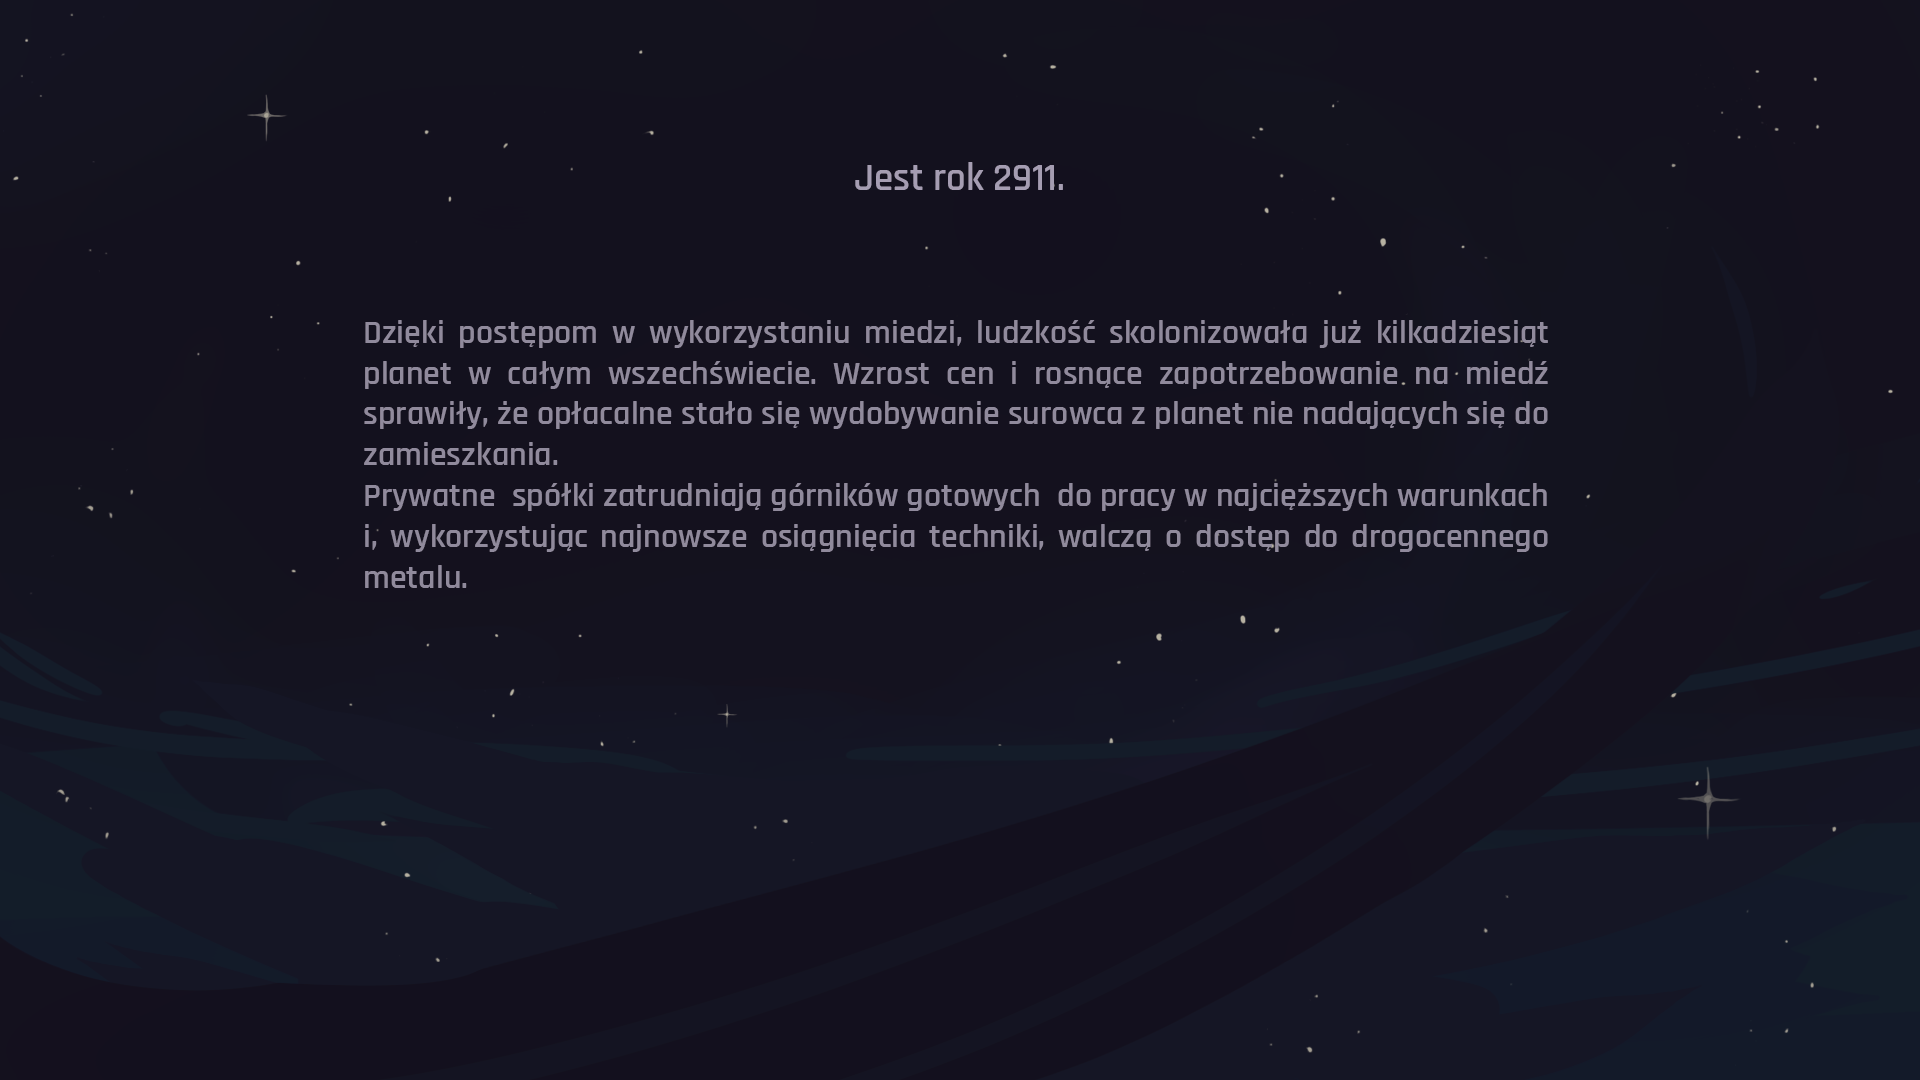 Jest rok 2911.
Dzięki postępom w wykorzystaniu miedzi, ludzkość skolonizowała już kilkadziesiąt
planet w całym wszechświecie. Wzrost cen i rosnące zapotrzebowanie na miedź
sprawiły, że opłacalne stało się wydobywanie surowca z planet nie nadających się do
zamieszkania.
Prywatne spółki zatrudniają górników gotowych do pracy w najcięższych warunkach
i, wykorzystując najnowsze osiągnięcia techniki, walczą o dostęp do drogocennego
metalu.